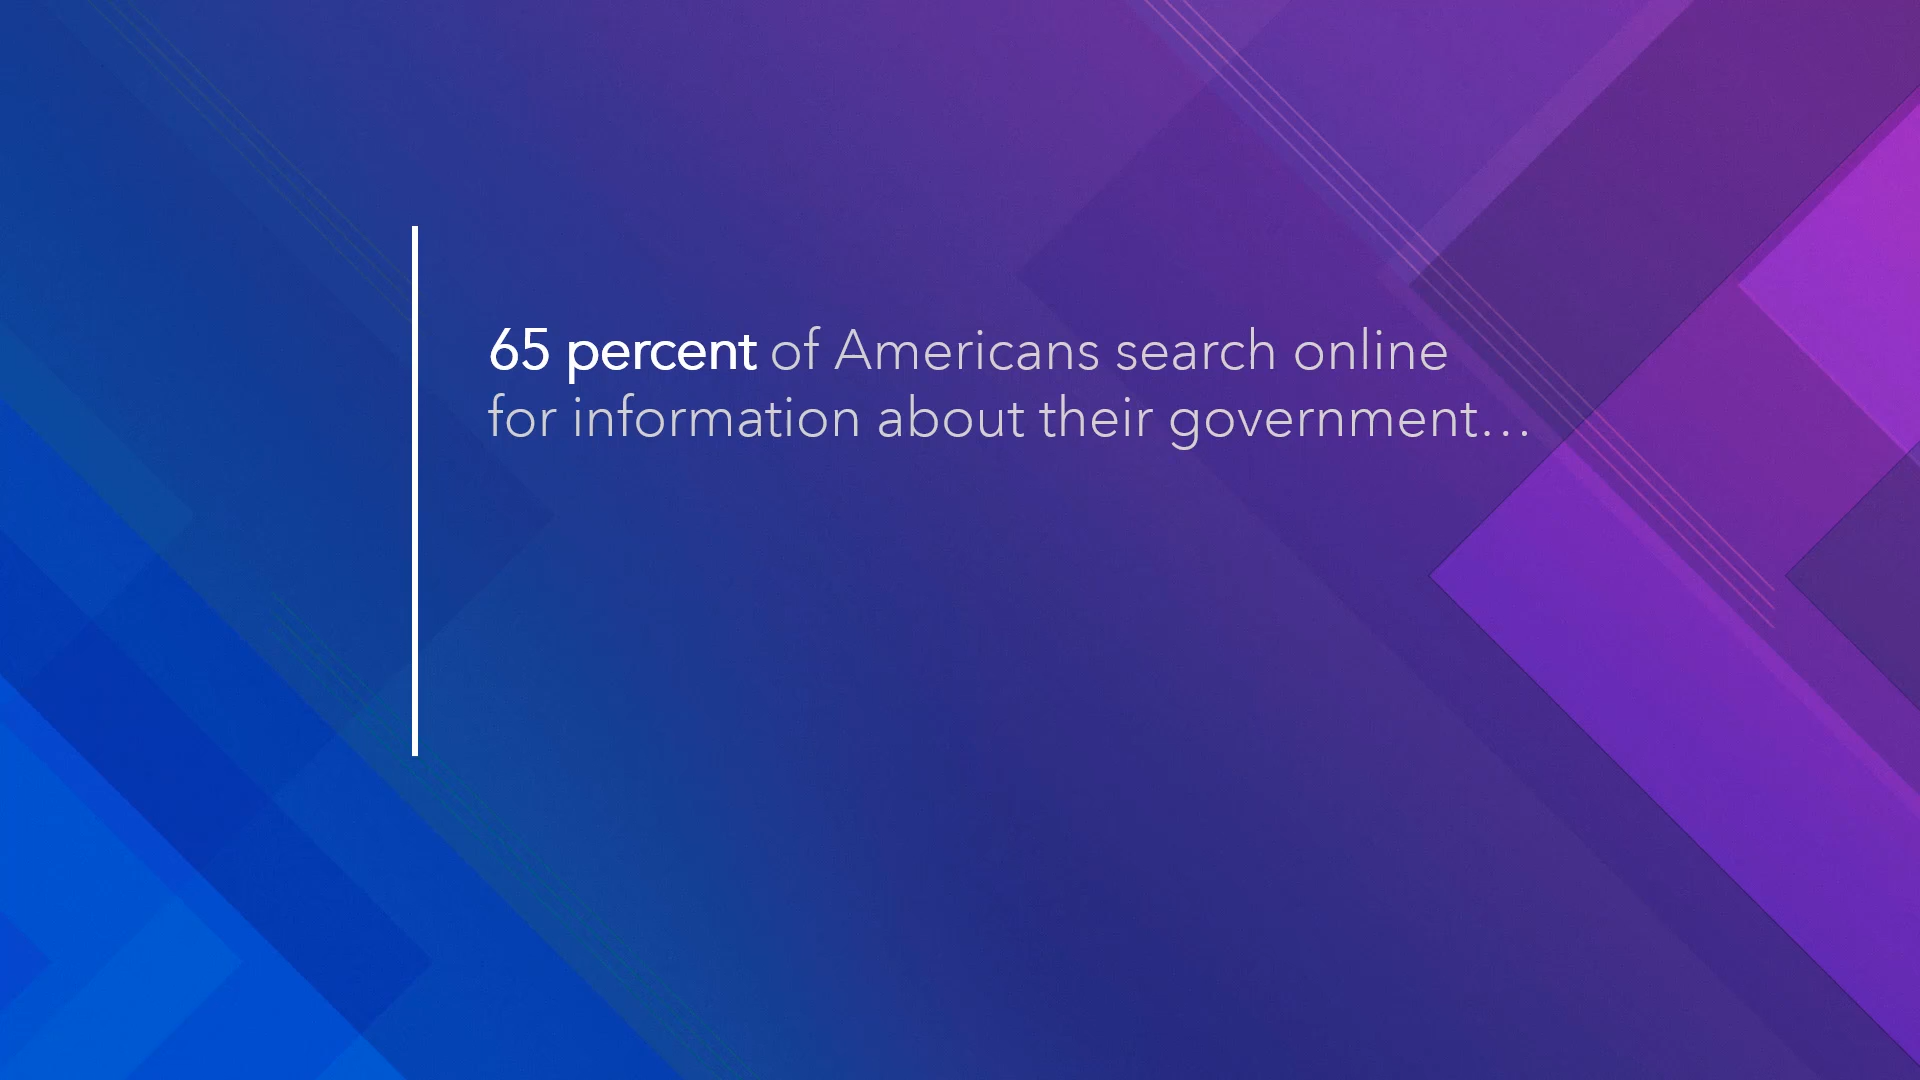 65 percent of Americans search online
for information about their government…